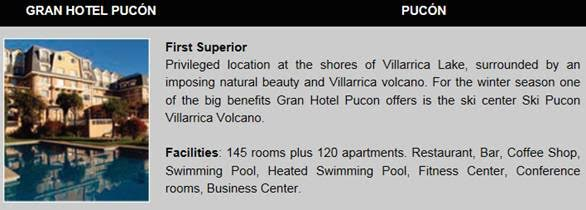 GRAN HOTEL PUCÓN PUCÓN
First Superior
Privileged location at the shores of Villarrica Lake, surrounded by an
imposing natural beauty and Villarrica volcano. For the winter season one
of the big benefits Gran Hotel Pucon offers is the ski center Ski Pucon
Villarrica Volcano.
Facilities: 145 rooms plus 120 apartments. Restaurant, Bar, Coffee Shop,
Swimming Pool, Heated Swimming Pool, Fitness Center, Conference
rooms, Business Center.